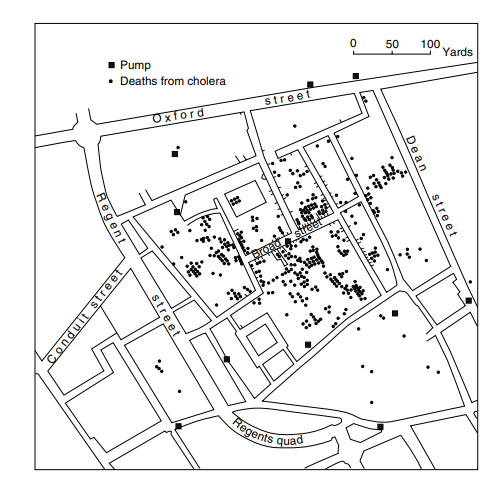 0 50 100 Yards
Pump
Deaths from cholera
Oxford street
Dean street
Regent street
Broad street
Conduit street
Regents quad